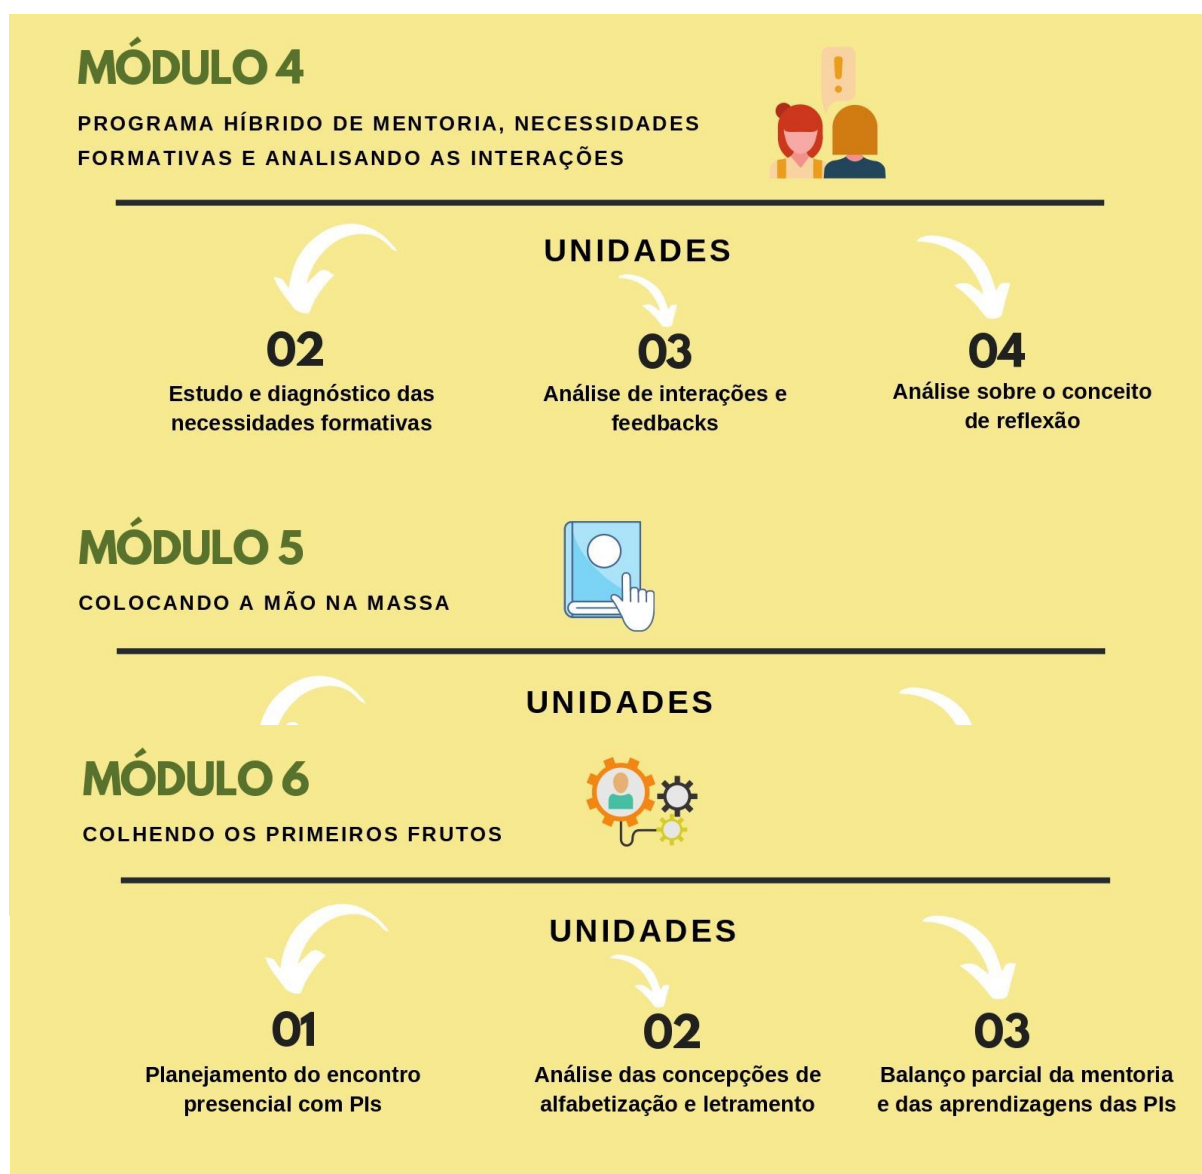 MÓDULO 4
PROGRAMA HÍBRIDO DE MENTORIA, NECESSIDADES
FORMATIVAS E ANALISANDO AS INTERAÇÕES
!
UNIDADES
02
Estudo e diagnóstico das
necessidades formativas
03
Análise de interações e
feedbacks
04
Análise sobre o conceito
de reflexão
MÓDULO 5
COLOCANDO A MÃO NA MASSA
UNIDADES
MÓDULO 6
COLHENDO OS PRIMEIROS FRUTOS
UNIDADES
01
Planejamento do encontro
presencial com PIs
02
Análise das concepções de
alfabetização e letramento
03
Balanço parcial da mentoria
e das aprendizagens das PIs